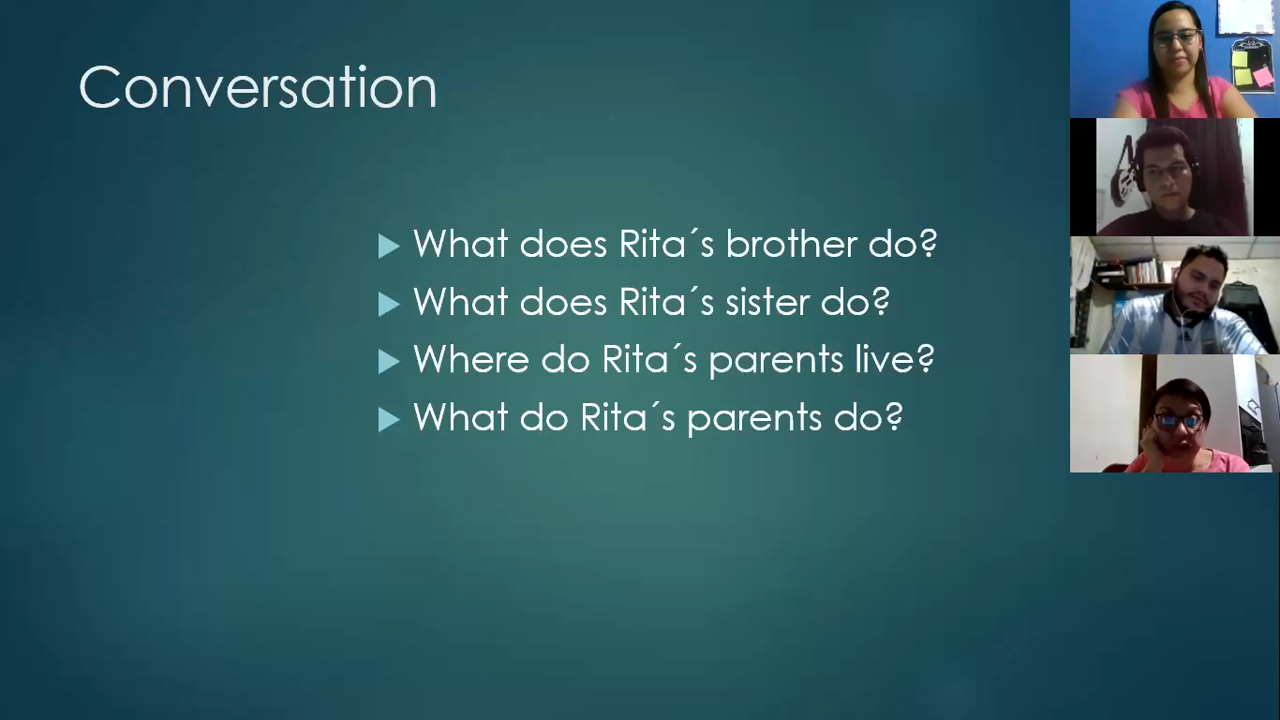 Conversation
What does Rita´s brother do?
What does Rita´s sister do?
Where do Rita´s parents live?
What do Rita´s parents do?